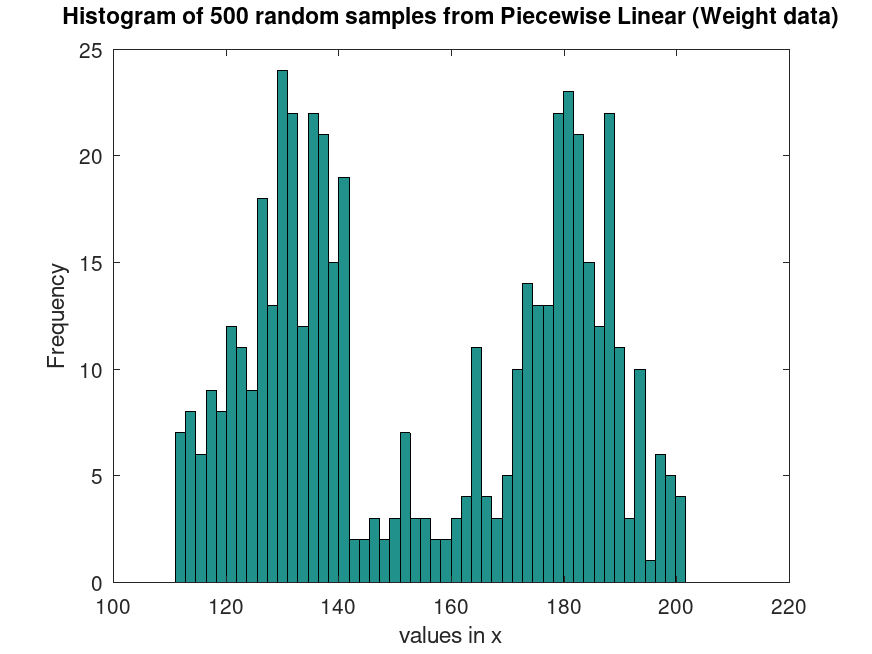 Histogram of 500 random samples from Piecewise Linear (Weight data)
25
20
15
10
5
0
Frequency
100 120 140 160 180 200 220
values in x